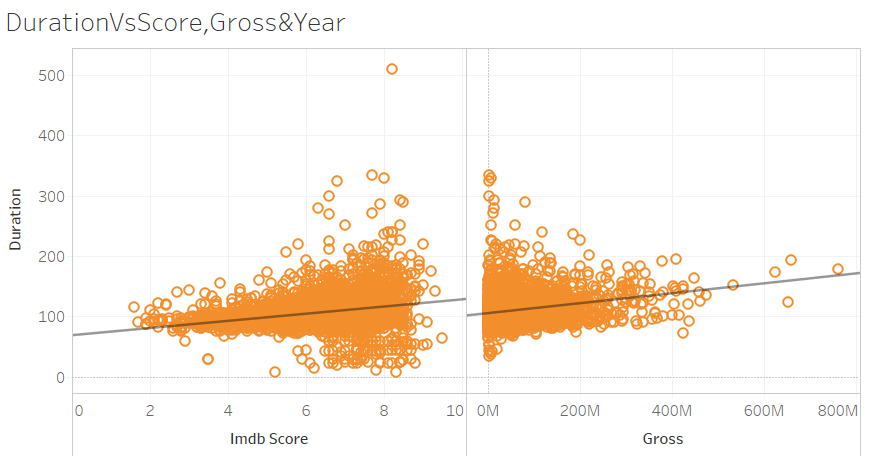 DurationVsScore,Gross&Year
Duration
500
400
300
200
100
0
0 2 4 6 8 10
0M 200M 400M 600M 800M
Imdb Score
Gross